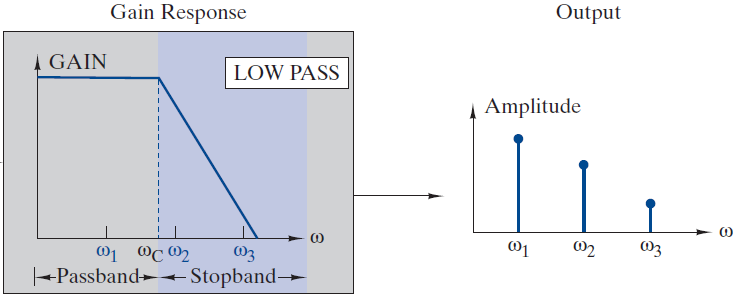 Gain Response
GAIN
LOW PASS
ω
ω1 ωC ω2 ω3
Passband Stopband
Output
Amplitude
ω
ω1 ω2 ω3